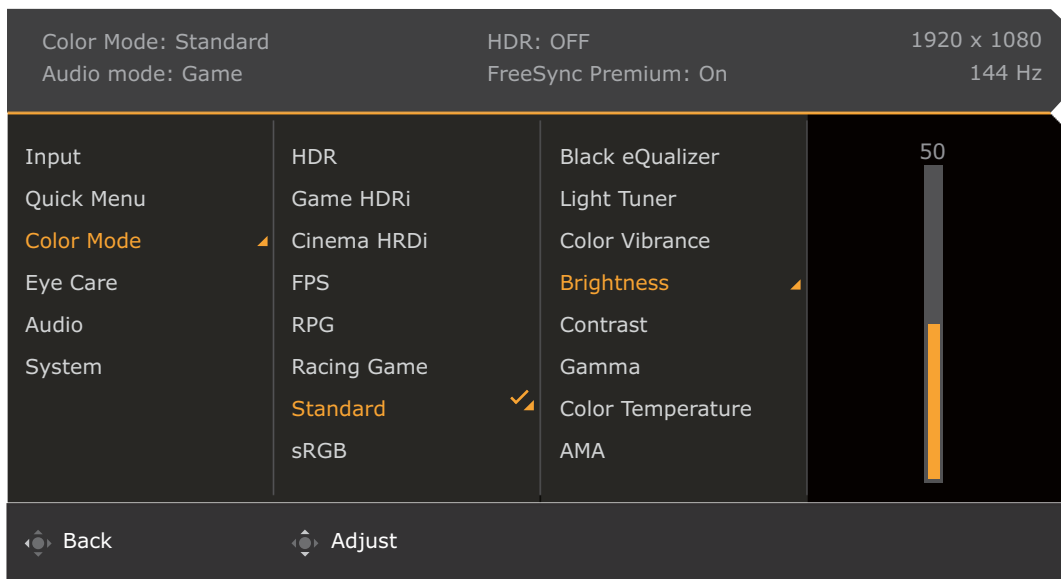 Color Mode: Standard
HDR: OFF
1920 x 1080
Audio mode: Game
FreeSync Premium: On
144 Hz
Input
Quick Menu
Color Mode
Eye Care
Audio
System
HDR
Game HDRi
Cinema HRDi
FPS
RPG
Racing Game
Standard
sRGB
Black eQualizer
Light Tuner
Color Vibrance
Brightness
Contrast
Gamma
Color Temperature
AMA
50
Back
Adjust